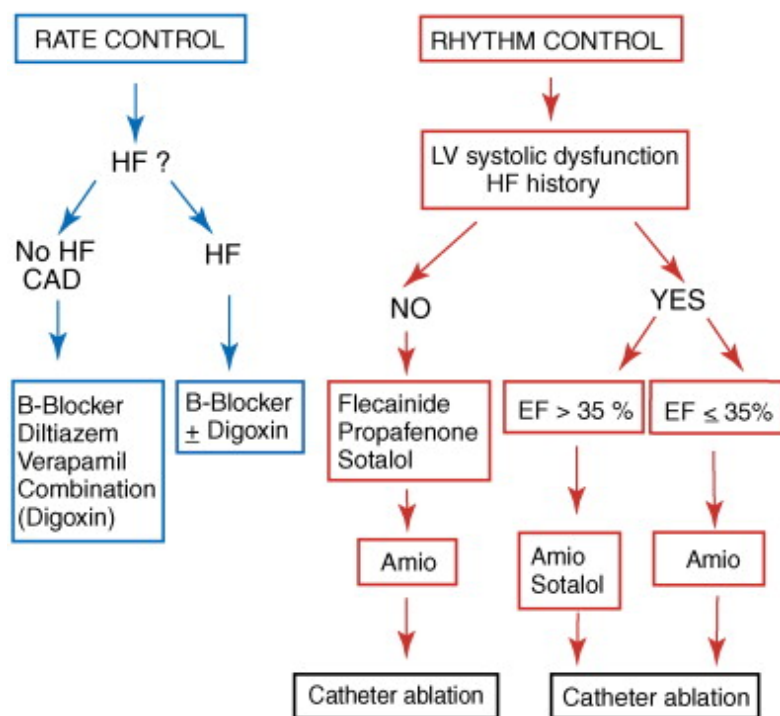 RATE CONTROL
HF ?
No HF
CAD
HF
B-Blocker
Diltiazem
Verapamil
Combination
(Digoxin)
B-Blocker
± Digoxin
RHYTHM CONTROL
LV systolic dysfunction
HF history
NO
YES
Flecainide
Propafenone
Sotalol
EF > 35 %
EF ≤ 35%
Amio
Amio
Sotalol
Amio
Catheter ablation
Catheter ablation